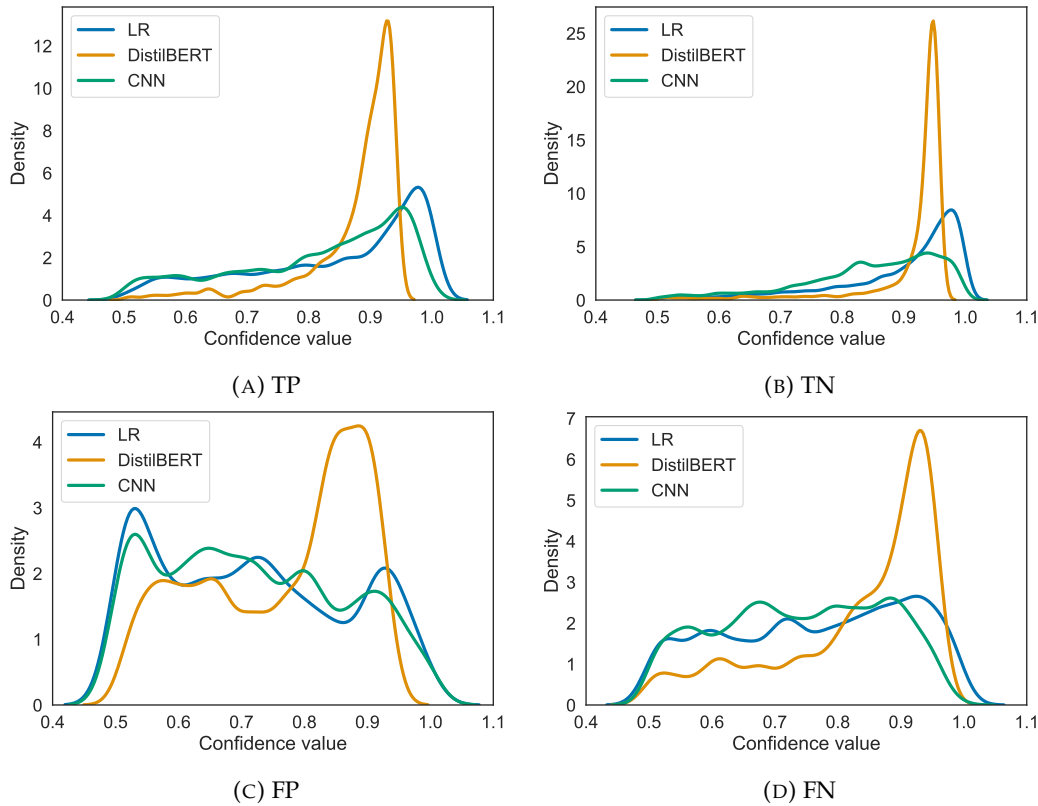 LR
DistilBERT
CNN
Density
12
10
8
6
4
2
0
0.4 0.5 0.6 0.7 0.8 0.9 1.0 1.1
Confidence value
(A) TP
LR
DistilBERT
CNN
Density
25
20
15
10
5
0
0.4 0.5 0.6 0.7 0.8 0.9 1.0 1.1
Confidence value
(B) TN
LR
DistilBERT
CNN
Density
4
3
2
1
0
0.4 0.5 0.6 0.7 0.8 0.9 1.0 1.1
Confidence value
(C) FP
LR
DistilBERT
CNN
Density
7
6
5
4
3
2
1
0
0.4 0.5 0.6 0.7 0.8 0.9 1.0 1.1
Confidence value
(D) FN